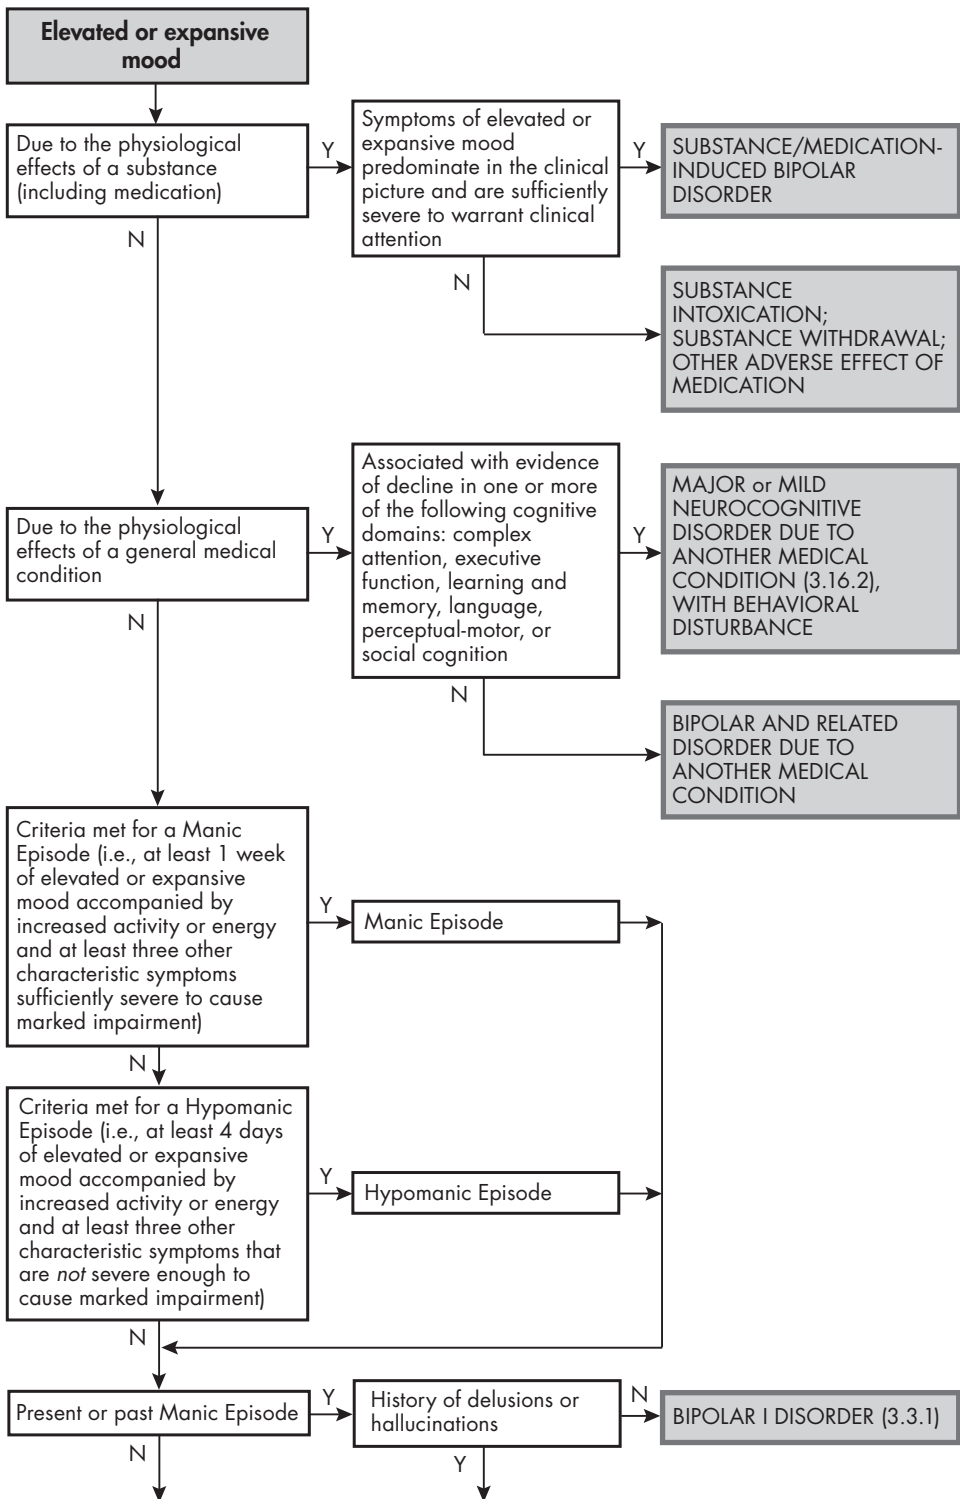 Elevated or expansive
mood
Due to the physiological
effects of a substance
(including medication)
Y
Symptoms of elevated or
expansive mood
predominate in the clinical
picture and are sufficiently
severe to warrant clinical
attention
Y
SUBSTANCE/MEDICATION-
INDUCED BIPOLAR
DISORDER
N
N
SUBSTANCE
INTOXICATION;
SUBSTANCE WITHDRAWAL;
OTHER ADVERSE EFFECT OF
MEDICATION
Due to the physiological
effects of a general medical
condition
Y
Associated with evidence
of decline in one or more
of the following cognitive
domains: complex
attention, executive
function, learning and
memory, language,
perceptual-motor, or
social cognition
Y
MAJOR or MILD
NEUROCOGNITIVE
DISORDER DUE TO
ANOTHER MEDICAL
CONDITION (3.16.2),
WITH BEHAVIORAL
DISTURBANCE
N
N
BIPOLAR AND RELATED
DISORDER DUE TO
ANOTHER MEDICAL
CONDITION
Criteria met for a Manic
Episode (i.e., at least 1 week
of elevated or expansive
mood accompanied by
increased activity or energy
and at least three other
characteristic symptoms
sufficiently severe to cause
marked impairment)
Y
Manic Episode
N
Criteria met for a Hypomanic
Episode (i.e., at least 4 days
of elevated or expansive
mood accompanied by
increased activity or energy
and at least three other
characteristic symptoms that
are not severe enough to
cause marked impairment)
Y
Hypomanic Episode
N
Present or past Manic Episode
Y
History of delusions or
hallucinations
N
BIPOLAR I DISORDER (3.3.1)
N
Y